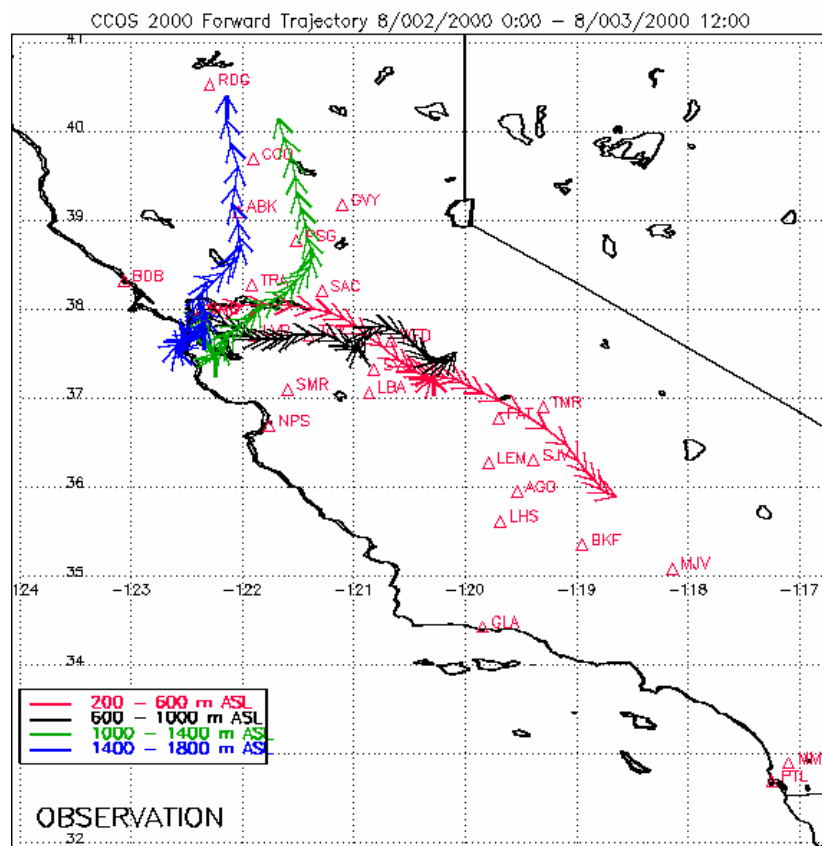 CCOS 2000 Forward Trajectory 8/002/2000 0:00 – 8/003/2000 12:00
41
RDG
40
CCO
39
ABK
GVY
PSG
BDB
TRA
SAC
38
37
SMR
LBA
NPS
FAT
TMR
36
LEM
SJV
AGO
LHS
BKF
MJV
35
-124
-123
-122
-121
-120
-119
-118
-117
GLA
34
200 – 600 m ASL
600 – 1000 m ASL
1000 – 1400 m ASL
1400 – 1800 m ASL
MM
PTL
OBSERVATION
32